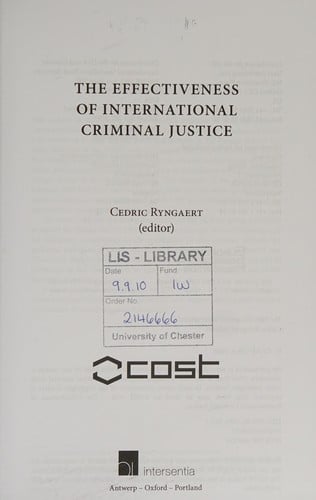 THE EFFECTIVENESS
OF INTERNATIONAL
CRIMINAL JUSTICE
CEDRIC RYNGAERT
(editor)
LIS - LIBRARY
Date Fund
9.9.10 IW
Order No.
2146666
University of Chester
cost
intersentia
Antwerp – Oxford – Portland